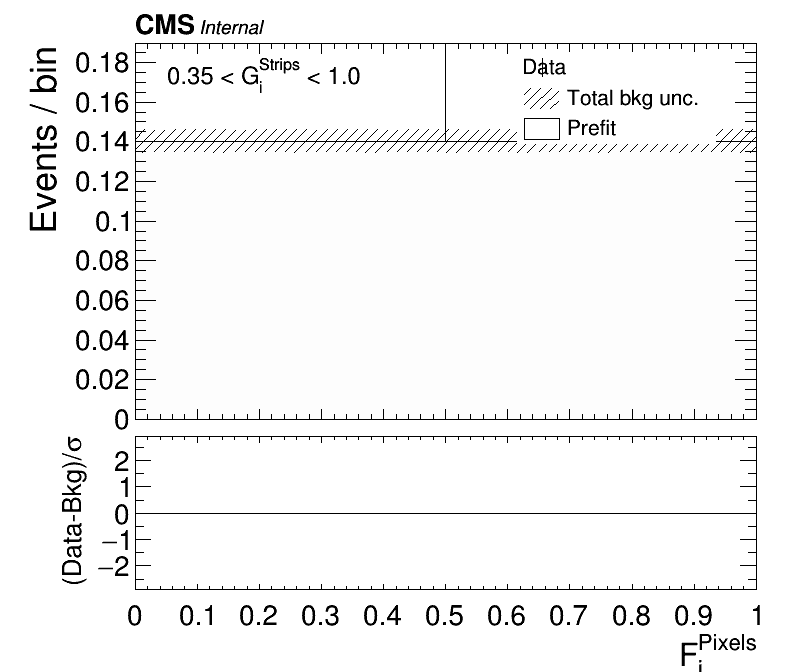 CMS Internal
Events / bin
0.35 < G_i^Strips < 1.0
Data
Total bkg unc.
Prefit
0.18
0.16
0.14
0.12
0.1
0.08
0.06
0.04
0.02
0
(Data-Bkg)/σ
2
1
0
−1
−2
0 0.1 0.2 0.3 0.4 0.5 0.6 0.7 0.8 0.9 1
F_i^Pixels